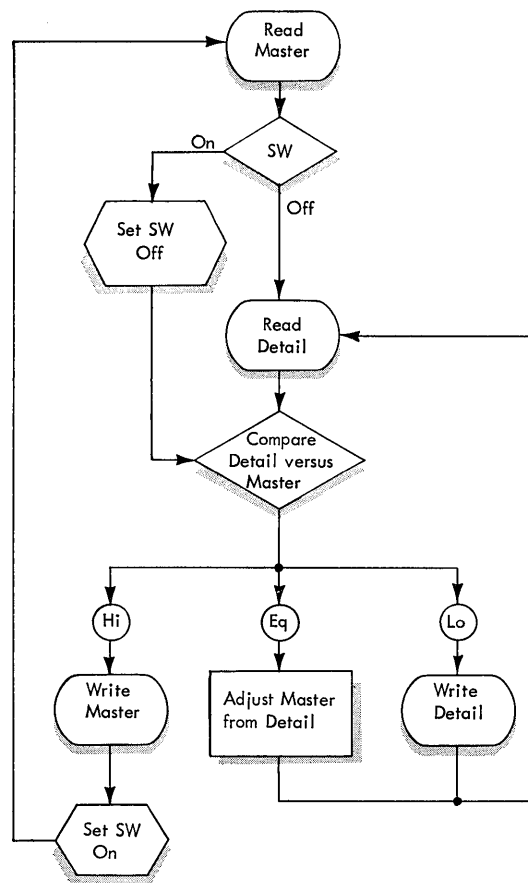 Read
Master
On
SW
Set SW
Off
Off
Read
Detail
Compare
Detail versus
Master
Hi
Eq
Lo
Write
Master
Adjust Master
from Detail
Write
Detail
Set SW
On